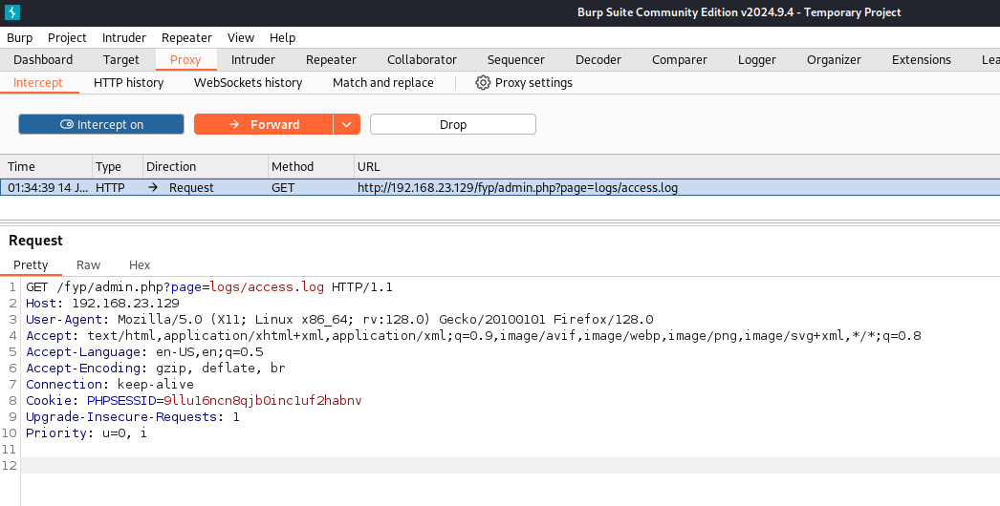 Burp Suite Community Edition v2024.9.4 - Temporary Project
Burp Project Intruder Repeater View Help
Dashboard Target Proxy Intruder Repeater Collaborator Sequencer Decoder Comparer Logger Organizer Extensions Lea
Intercept HTTP history WebSockets history Match and replace Proxy settings
Intercept on Forward Drop
Time Type Direction Method URL
01:34:39 14 J... HTTP → Request GET http://192.168.23.129/fyp/admin.php?page=logs/access.log
Request
Pretty Raw Hex
1 GET /fyp/admin.php?page=logs/access.log HTTP/1.1
2 Host: 192.168.23.129
3 User-Agent: Mozilla/5.0 (X11; Linux x86_64; rv:128.0) Gecko/20100101 Firefox/128.0
4 Accept: text/html,application/xhtml+xml,application/xml;q=0.9,image/avif,image/webp,image/png,image/svg+xml,*/*;q=0.8
5 Accept-Language: en-US,en;q=0.5
6 Accept-Encoding: gzip, deflate, br
7 Connection: keep-alive
8 Cookie: PHPSESSID=9llu16ncn8qjb0inc1uf2habnv
9 Upgrade-Insecure-Requests: 1
10 Priority: u=0, i
11
12